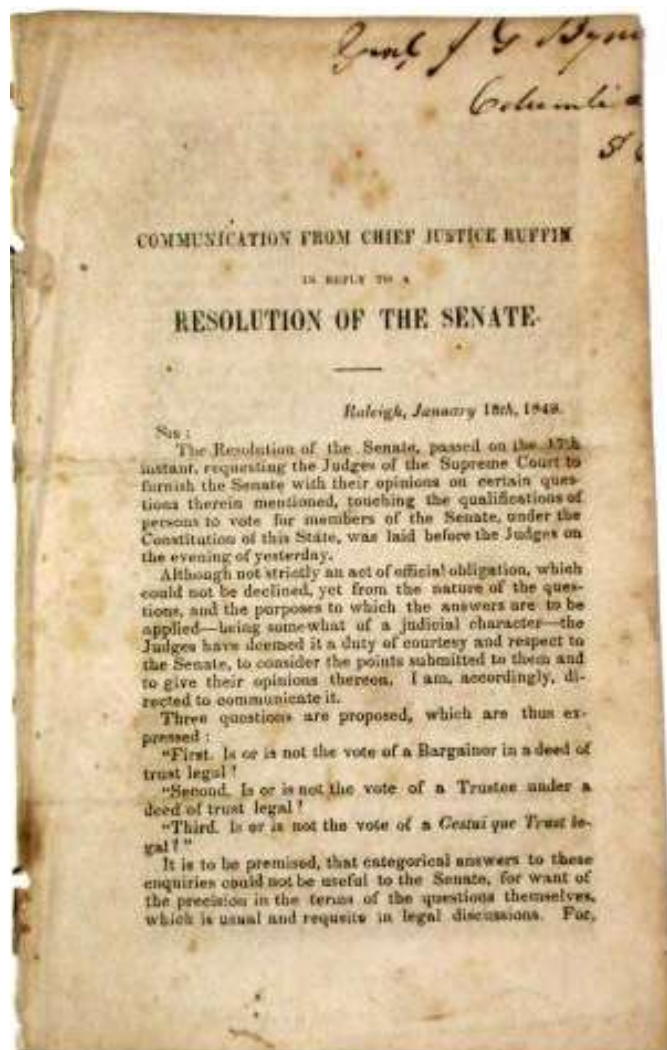 Genl J G Byn
Columbia
S C
COMMUNICATION FROM CHIEF JUSTICE RUFFIN
IN REPLY TO A
RESOLUTION OF THE SENATE.
Raleigh, January 18th, 1849.
SIR:
The Resolution of the Senate, passed on the 17th
instant, requesting the Judges of the Supreme Court to
furnish the Senate with their opinions on certain ques-
tions therein mentioned, touching the qualifications of
persons to vote for members of the Senate, under the
Constitution of this State, was laid before the Judges on
the evening of yesterday.
Although not strictly an act of official obligation, which
could not be declined, yet from the nature of the ques-
tions, and the purposes to which the answers are to be
applied—being somewhat of a judicial character—the
Judges have deemed it a duty of courtesy and respect to
the Senate, to consider the points submitted to them and
to give their opinions thereon. I am, accordingly, di-
rected to communicate it.
Three questions are proposed, which are thus ex-
pressed:
"First. Is or is not the vote of a Bargainor in a deed of
trust legal?
"Second. Is or is not the vote of a Trustee under a
deed of trust legal?
"Third. Is or is not the vote of a Cestui que Trust le-
gal?"
It is to be premised, that categorical answers to these
enquiries could not be useful to the Senate, for want of
the precision in the terms of the questions themselves,
which is usual and requsite in legal discussions. For,